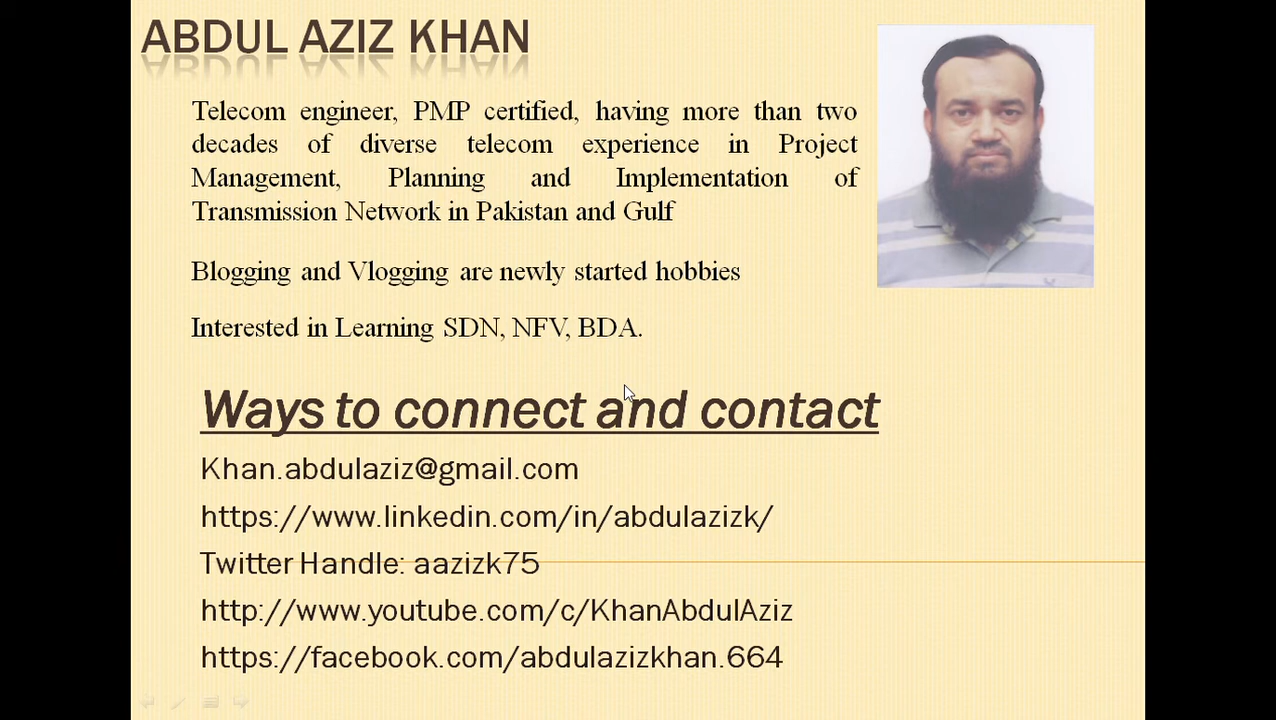 ABDUL AZIZ KHAN
Telecom engineer, PMP certified, having more than two
decades of diverse telecom experience in Project
Management, Planning and Implementation of
Transmission Network in Pakistan and Gulf
Blogging and Vlogging are newly started hobbies
Interested in Learning SDN, NFV, BDA.
Ways to connect and contact
Khan.abdulaziz@gmail.com
https://www.linkedin.com/in/abdulazizk/
Twitter Handle: aazizk75
http://www.youtube.com/c/KhanAbdulAziz
https://facebook.com/abdulazizkhan.664